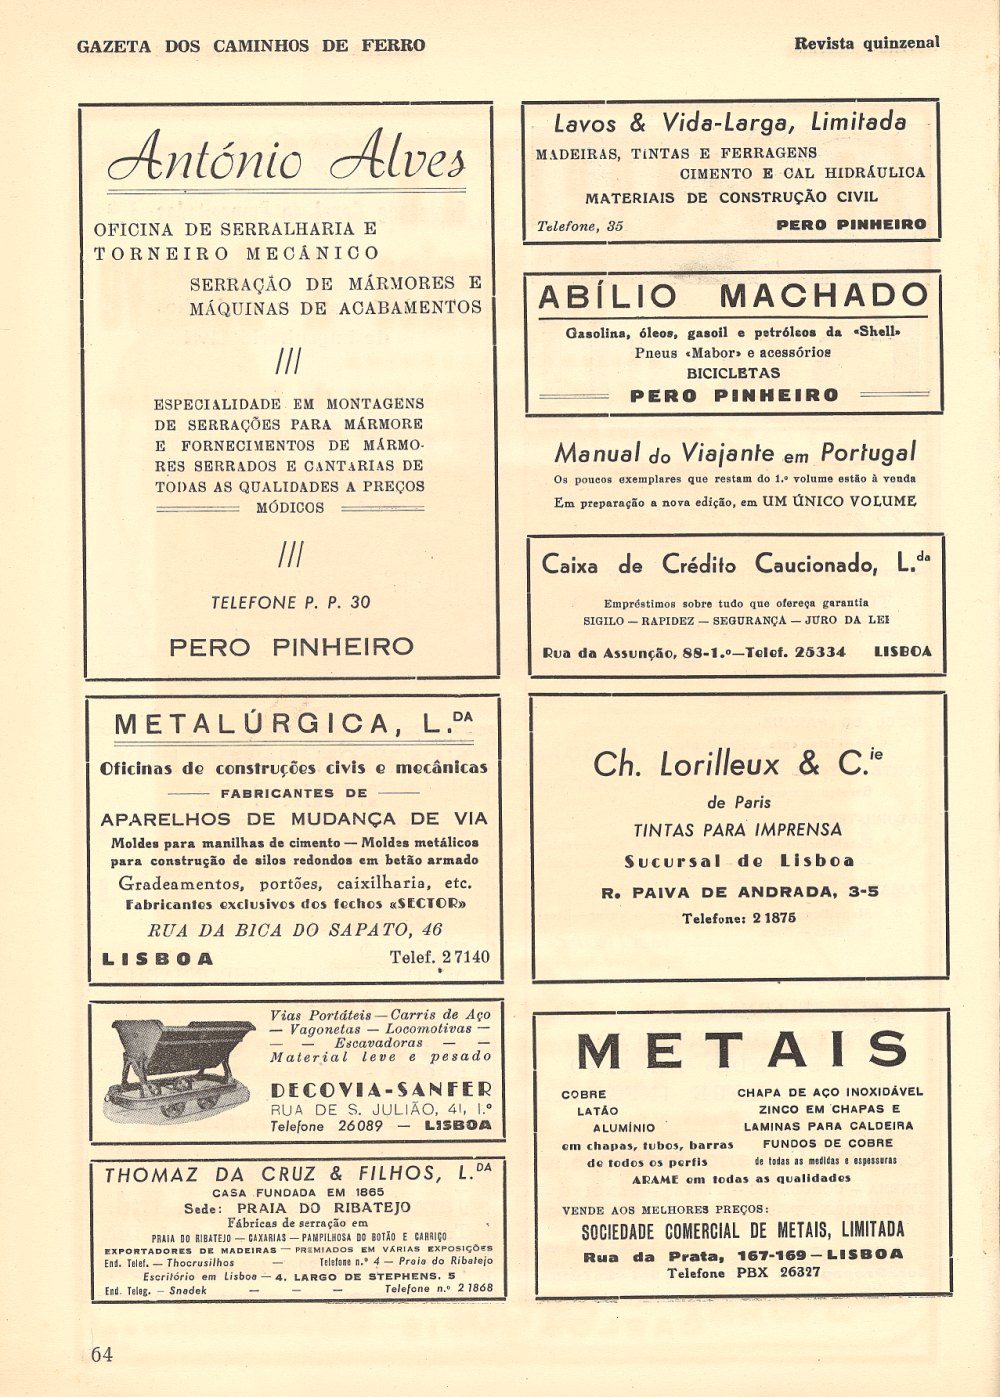 GAZETA DOS CAMINHOS DE FERRO
Revista quinzenal
António Alves
OFICINA DE SERRALHARIA E
TORNEIRO MECÂNICO
SERRAÇÃO DE MÁRMORES E
MÁQUINAS DE ACABAMENTOS
///
ESPECIALIDADE EM MONTAGENS
DE SERRAÇÕES PARA MÁRMORE
E FORNECIMENTOS DE MÁRMO-
RES SERRADOS E CANTARIAS DE
TODAS AS QUALIDADES A PREÇOS
MÓDICOS
///
TELEFONE P. P. 30
PERO PINHEIRO
METALÚRGICA, L.DA
Oficinas de construções civis e mecânicas
FABRICANTES DE
APARELHOS DE MUDANÇA DE VIA
Moldes para manilhas de cimento — Moldes metálicos
para construção de silos redondos em betão armado
Gradeamentos, portões, caixilharia, etc.
Fabricantes exclusivos dos fechos «SECTOR»
RUA DA BICA DO SAPATO, 46
LISBOA Telef. 27140
Vias Portáteis — Carris de Aço
— Vagonetas — Locomotivas —
— — Escavadoras — —
Material leve e pesado
DECOVIA-SANFER
RUA DE S. JULIÃO, 41, 1.º
Telefone 26089 — LISBOA
THOMAZ DA CRUZ & FILHOS, L.DA
CASA FUNDADA EM 1865
Sede: PRAIA DO RIBATEJO
Fábricas de serração em
PRAIA DO RIBATEJO — CAXARIAS — PAMPILHOSA DO BOTÃO E CARRIÇO
EXPORTADORES DE MADEIRAS — PREMIADOS EM VÁRIAS EXPOSIÇÕES
End. Telef. — Thocrusilhos — Telefone n.º 4 — Praia do Ribatejo
Escritório em Lisboa — 4. LARGO DE STEPHENS. 5
End. Teleg. — Snadek — — — Telefone n.º 21868
Lavos & Vida-Larga, Limitada
MADEIRAS, TINTAS E FERRAGENS
CIMENTO E CAL HIDRÁULICA
MATERIAIS DE CONSTRUÇÃO CIVIL
Telefone, 35 PERO PINHEIRO
ABÍLIO MACHADO
Gasolina, óleos, gasoil e petróleos da «Shell»
Pneus «Mabor» e acessórios
BICICLETAS
PERO PINHEIRO
Manual do Viajante em Portugal
Os poucos exemplares que restam do 1.º volume estão à venda
Em preparação a nova edição, em UM ÚNICO VOLUME
Caixa de Crédito Caucionado, L.da
Empréstimos sobre tudo que ofereça garantia
SIGILO — RAPIDEZ — SEGURANÇA — JURO DA LEI
Rua da Assunção, 88-1.º—Telef. 25334 LISBOA
Ch. Lorilleux & C.ie
de Paris
TINTAS PARA IMPRENSA
Sucursal de Lisboa
R. PAIVA DE ANDRADA, 3-5
Telefone: 21875
METAIS
COBRE
LATÃO
ALUMÍNIO
em chapas, tubos, barras
de todos os perfis
CHAPA DE AÇO INOXIDÁVEL
ZINCO EM CHAPAS E
LAMINAS PARA CALDEIRA
FUNDOS DE COBRE
de todas as medidas e espessuras
ARAME em todas as qualidades
VENDE AOS MELHORES PREÇOS:
SOCIEDADE COMERCIAL DE METAIS, LIMITADA
Rua da Prata, 167-169 — LISBOA
Telefone PBX 26327
64